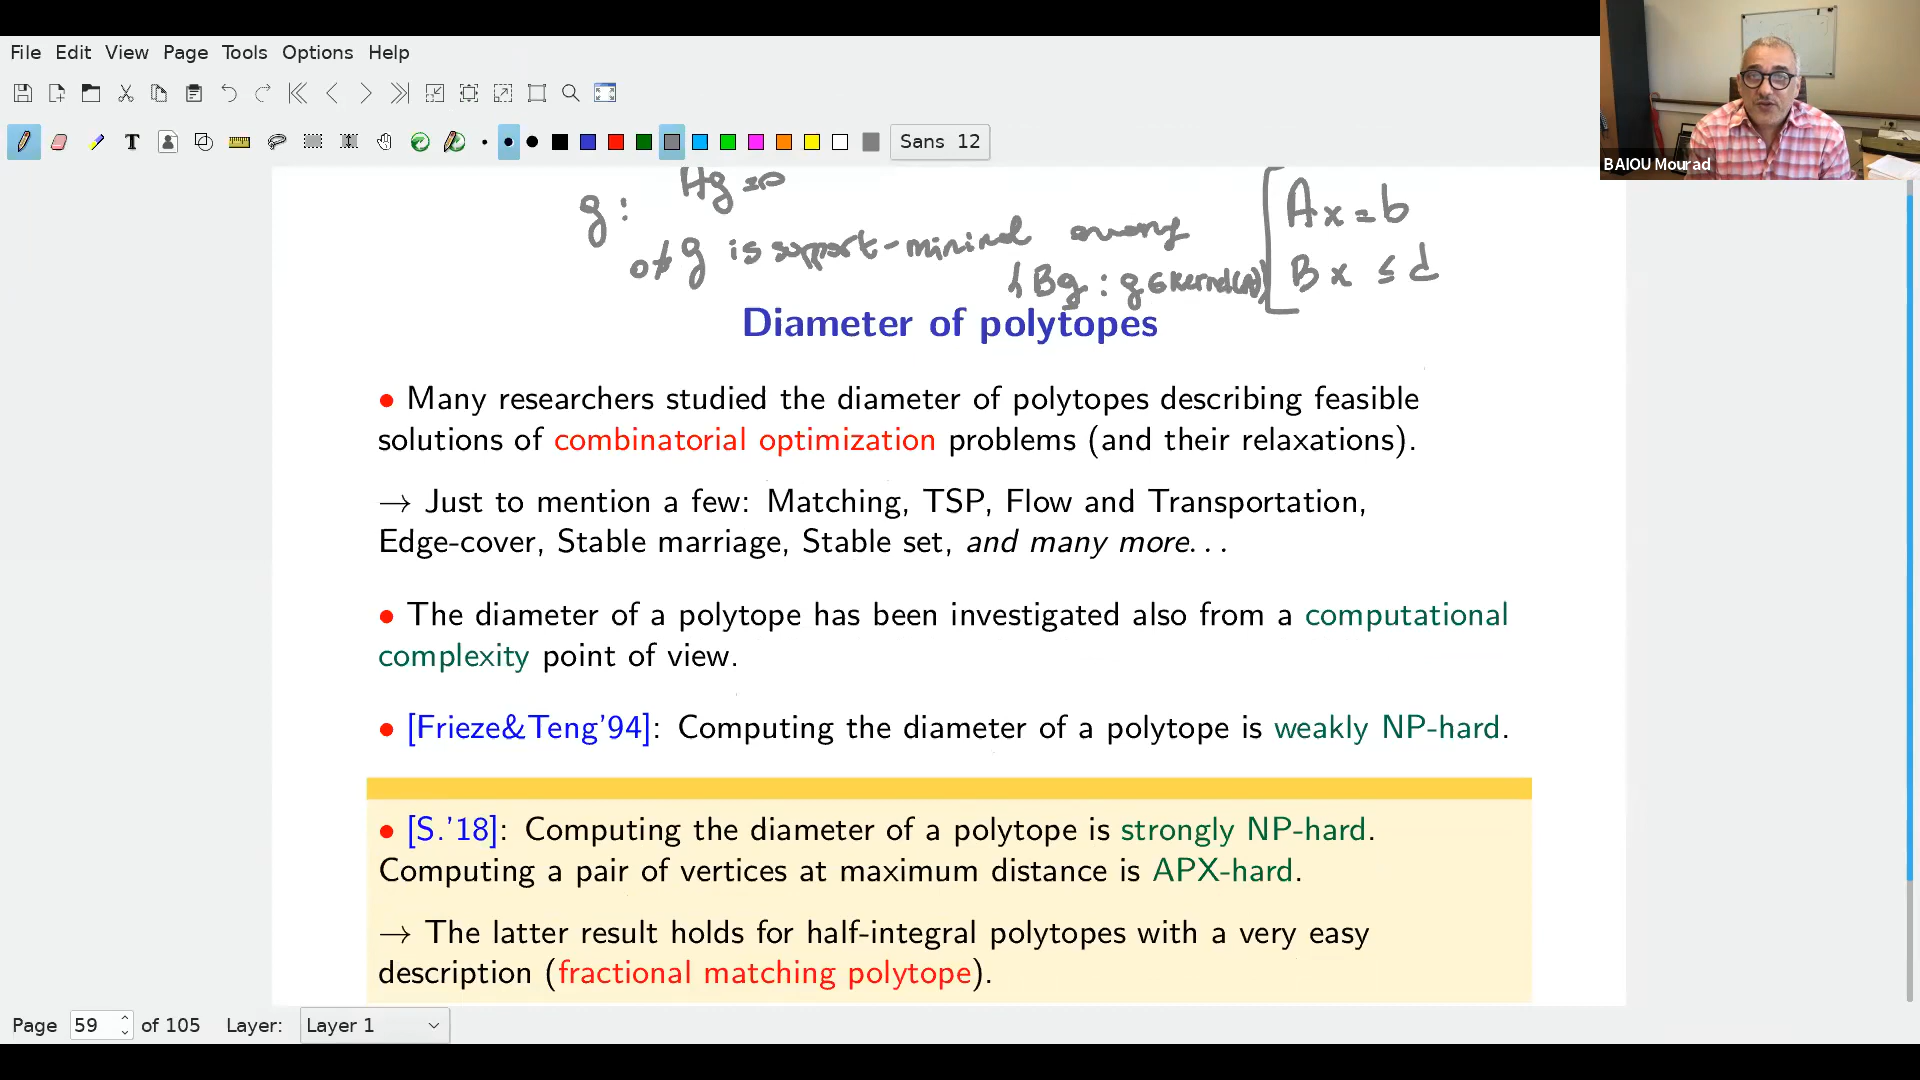 File Edit View Page Tools Options Help
T Sans 12
BAIOU Mourad
g: Ag=0
0≠g is support-minimal among
{Bg : g∈Kernel(A)}
Ax=b
Bx ≤ d
Diameter of polytopes
• Many researchers studied the diameter of polytopes describing feasible
solutions of combinatorial optimization problems (and their relaxations).
→ Just to mention a few: Matching, TSP, Flow and Transportation,
Edge-cover, Stable marriage, Stable set, and many more...
• The diameter of a polytope has been investigated also from a computational
complexity point of view.
• [Frieze&Teng'94]: Computing the diameter of a polytope is weakly NP-hard.
• [S.'18]: Computing the diameter of a polytope is strongly NP-hard.
Computing a pair of vertices at maximum distance is APX-hard.
→ The latter result holds for half-integral polytopes with a very easy
description (fractional matching polytope).
Page 59 of 105 Layer: Layer 1